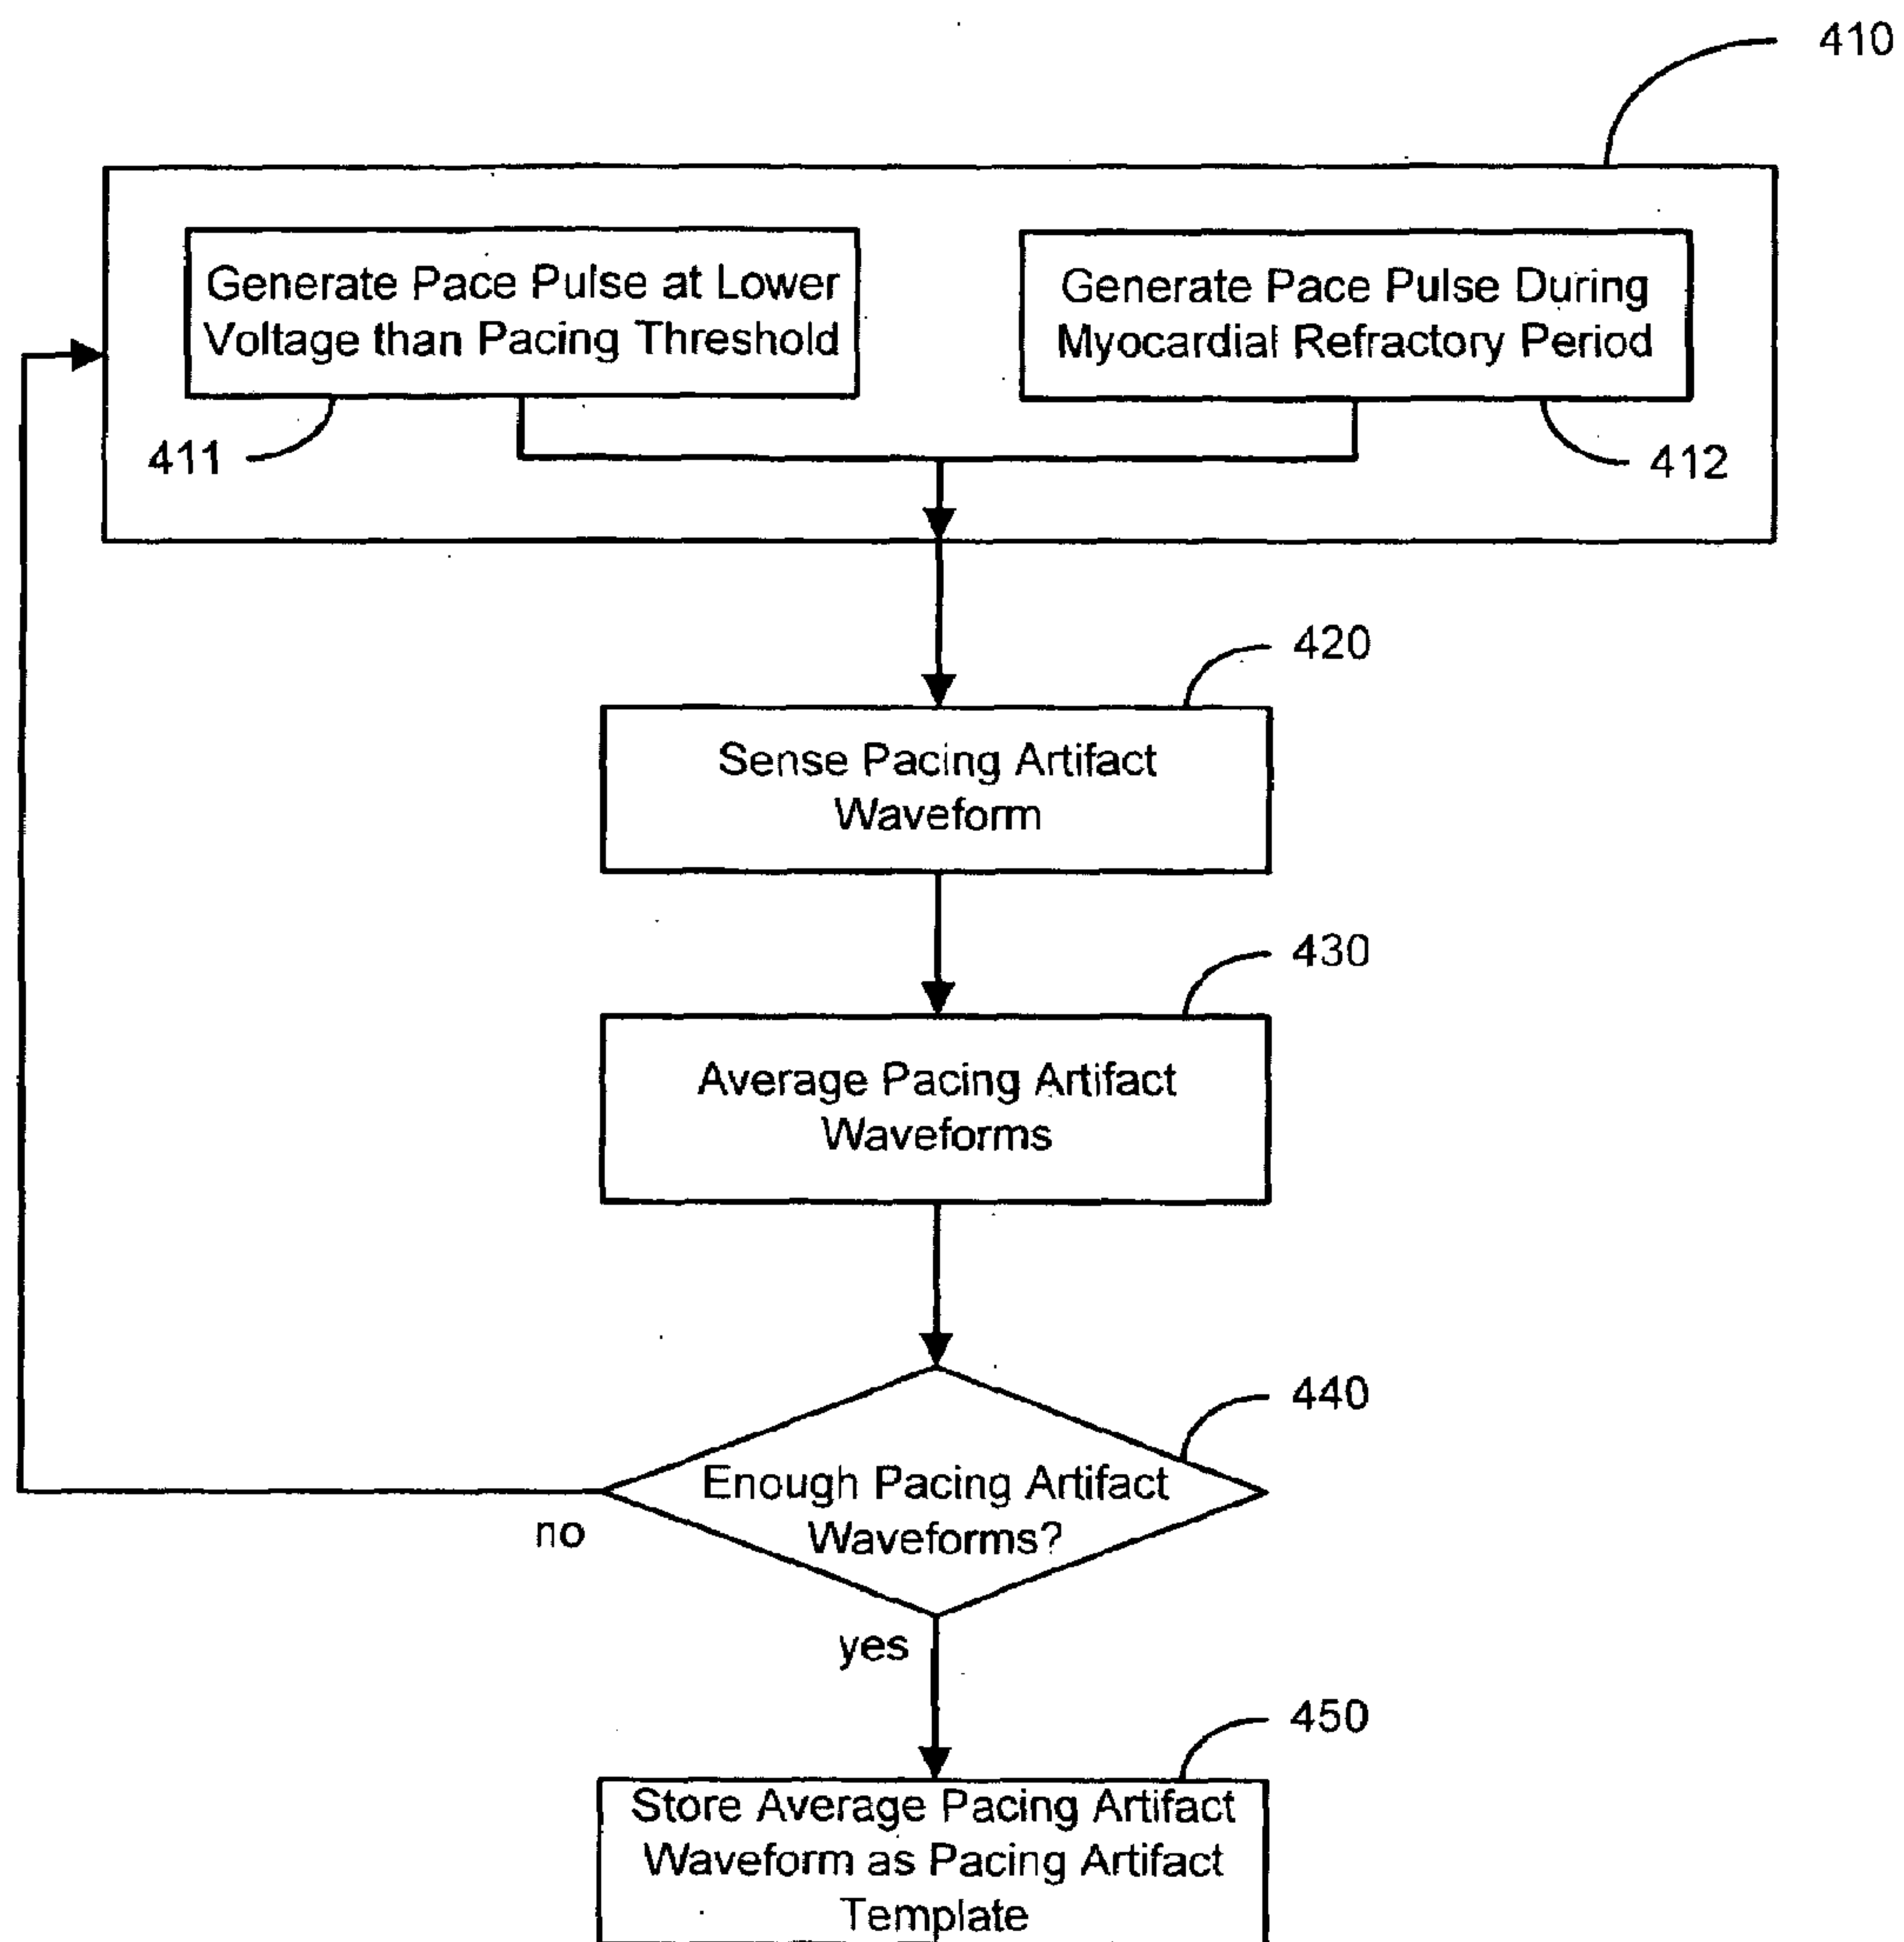 410
Generate Pace Pulse at Lower
Voltage than Pacing Threshold
Generate Pace Pulse During
Myocardial Refractory Period
411
412
420
Sense Pacing Artifact
Waveform
430
Average Pacing Artifact
Waveforms
440
Enough Pacing Artifact
Waveforms?
no
yes
450
Store Average Pacing Artifact
Waveform as Pacing Artifact
Template